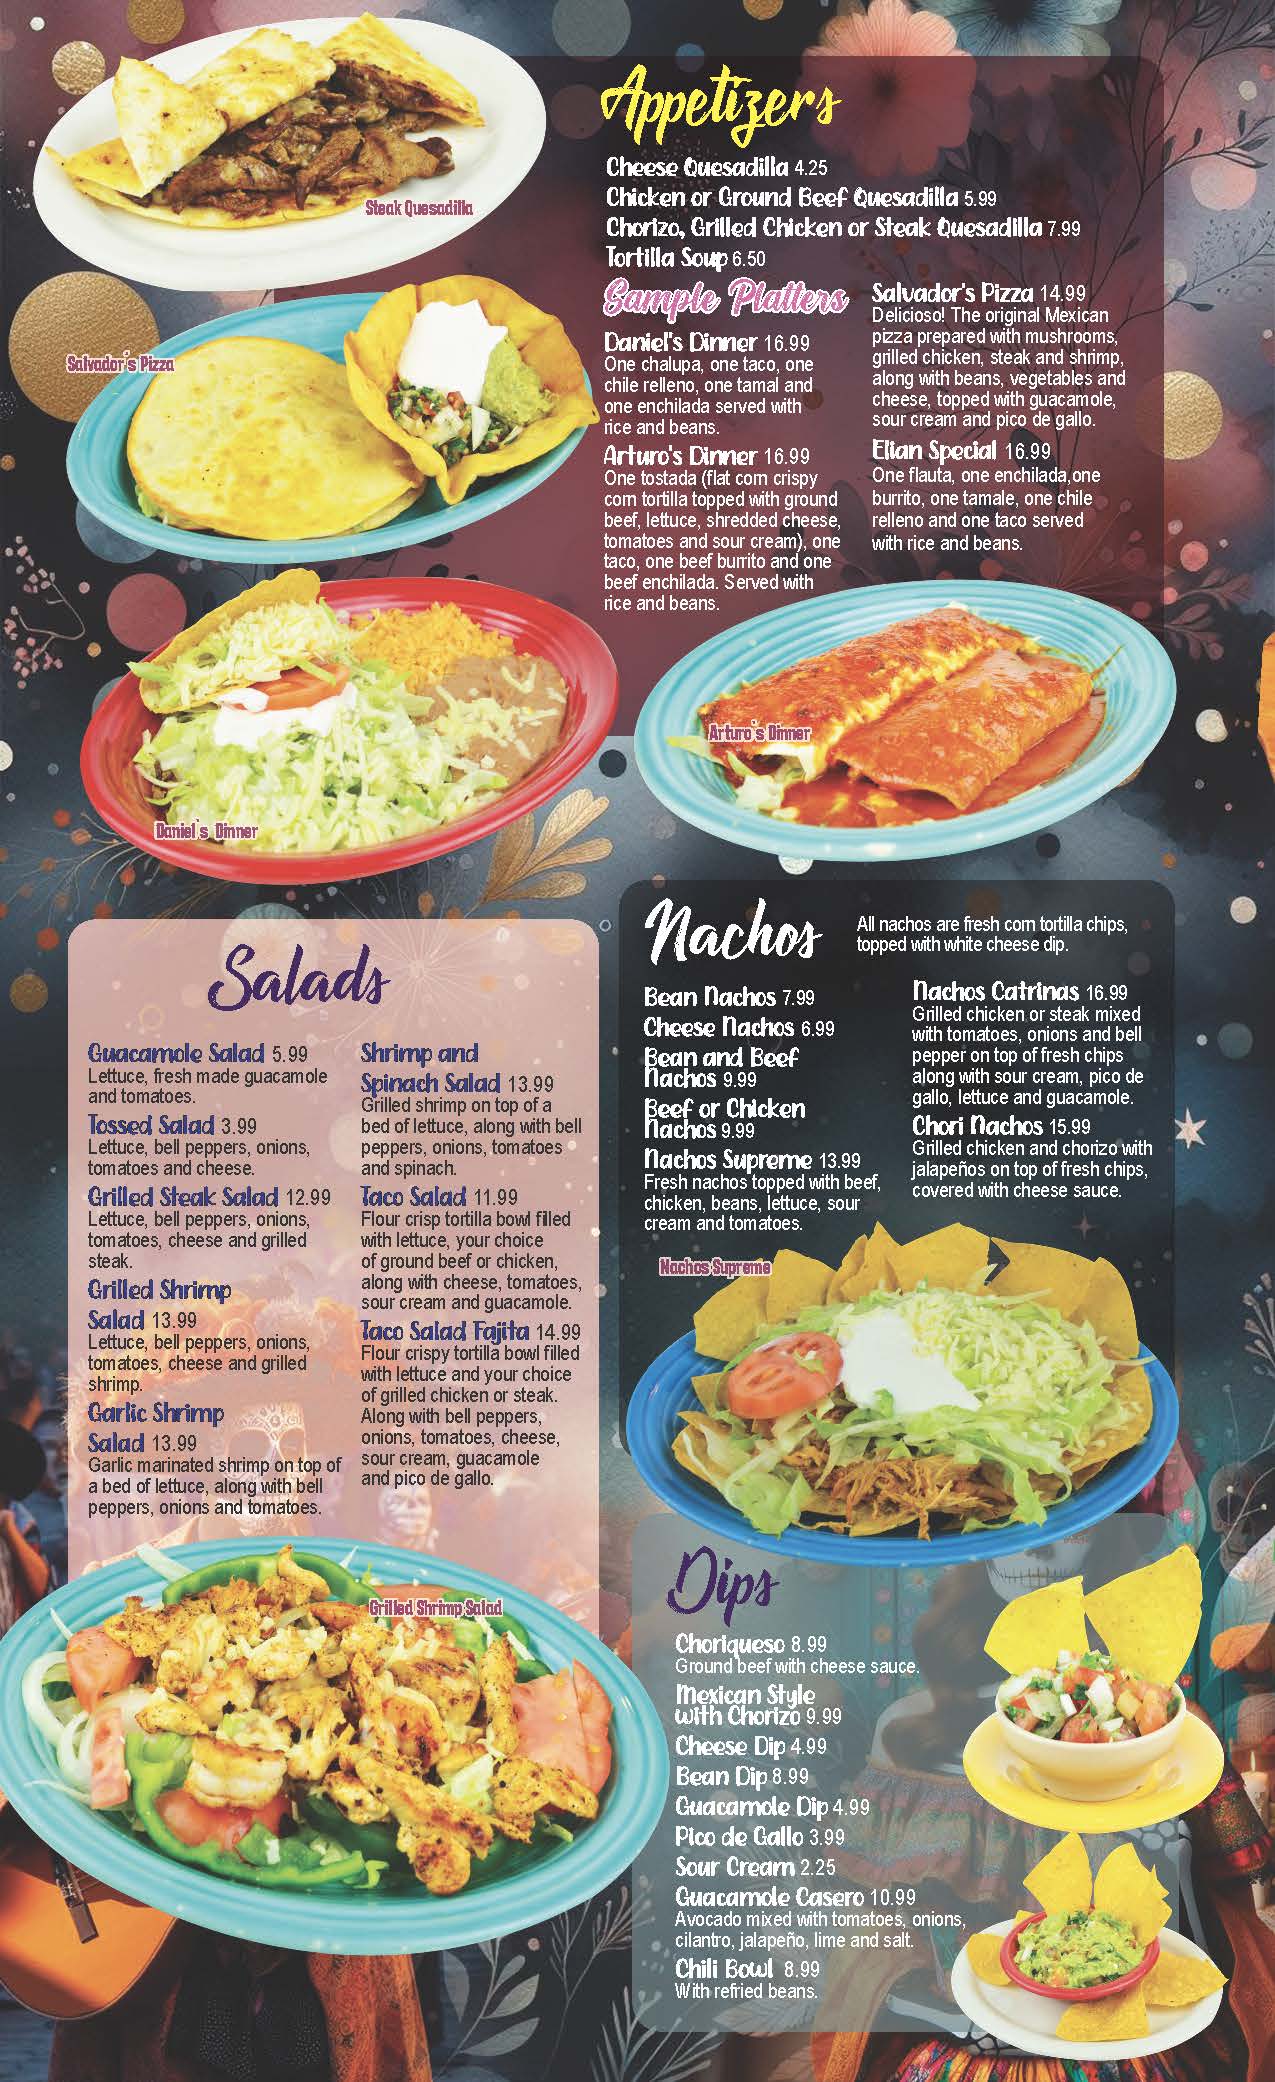 Steak Quesadilla
Appetizers
Cheese Quesadilla 4.25
Chicken or Ground Beef Quesadilla 5.99
Chorizo, Grilled Chicken or Steak Quesadilla 7.99
Tortilla Soup 6.50
Salvador's Pizza
Sample Platters
Daniel's Dinner 16.99
One chalupa, one taco, one
chile relleno, one tamal and
one enchilada served with
rice and beans.
Arturo's Dinner 16.99
One tostada (flat corn crispy
corn tortilla topped with ground
beef, lettuce, shredded cheese,
tomatoes and sour cream), one
taco, one beef burrito and one
beef enchilada. Served with
rice and beans.
Salvador's Pizza 14.99
Delicioso! The original Mexican
pizza prepared with mushrooms,
grilled chicken, steak and shrimp,
along with beans, vegetables and
cheese, topped with guacamole,
sour cream and pico de gallo.
Elian Special 16.99
One flauta, one enchilada,one
burrito, one tamale, one chile
relleno and one taco served
with rice and beans.
Arturo's Dinner
Daniel's Dinner
Salads
Guacamole Salad 5.99
Lettuce, fresh made guacamole
and tomatoes.
Tossed Salad 3.99
Lettuce, bell peppers, onions,
tomatoes and cheese.
Grilled Steak Salad 12.99
Lettuce, bell peppers, onions,
tomatoes, cheese and grilled
steak.
Grilled Shrimp
Salad 13.99
Lettuce, bell peppers, onions,
tomatoes, cheese and grilled
shrimp.
Garlic Shrimp
Salad 13.99
Garlic marinated shrimp on top of
a bed of lettuce, along with bell
peppers, onions and tomatoes.
Shrimp and
Spinach Salad 13.99
Grilled shrimp on top of a
bed of lettuce, along with bell
peppers, onions, tomatoes
and spinach.
Taco Salad 11.99
Flour crisp tortilla bowl filled
with lettuce, your choice
of ground beef or chicken,
along with cheese, tomatoes,
sour cream and guacamole.
Taco Salad Fajita 14.99
Flour crispy tortilla bowl filled
with lettuce and your choice
of grilled chicken or steak.
Along with bell peppers,
onions, tomatoes, cheese,
sour cream, guacamole
and pico de gallo.
Grilled Shrimp Salad
Nachos
All nachos are fresh corn tortilla chips,
topped with white cheese dip.
Bean Nachos 7.99
Cheese Nachos 6.99
Bean and Beef
Nachos 9.99
Beef or Chicken
Nachos 9.99
Nachos Supreme 13.99
Fresh nachos topped with beef,
chicken, beans, lettuce, sour
cream and tomatoes.
Nachos Catrinas 16.99
Grilled chicken or steak mixed
with tomatoes, onions and bell
pepper on top of fresh chips
along with sour cream, pico de
gallo, lettuce and guacamole.
Chori Nachos 15.99
Grilled chicken and chorizo with
jalapeños on top of fresh chips,
covered with cheese sauce.
Nachos Supreme
Dips
Choriqueso 8.99
Ground beef with cheese sauce.
Mexican Style
with Chorizo 9.99
Cheese Dip 4.99
Bean Dip 8.99
Guacamole Dip 4.99
Pico de Gallo 3.99
Sour Cream 2.25
Guacamole Casero 10.99
Avocado mixed with tomatoes, onions,
cilantro, jalapeño, lime and salt.
Chili Bowl 8.99
With refried beans.